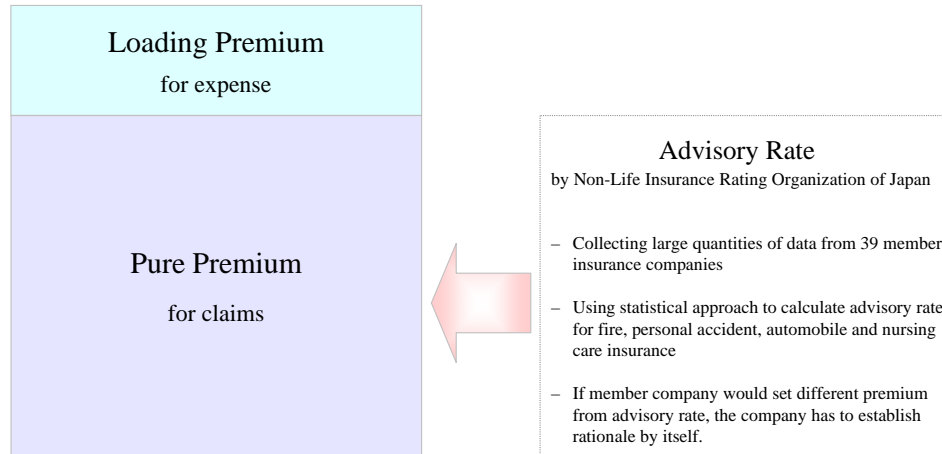 Loading Premium
for expense
Pure Premium
for claims
Advisory Rate
by Non-Life Insurance Rating Organization of Japan
– Collecting large quantities of data from 39 member
insurance companies
– Using statistical approach to calculate advisory rate
for fire, personal accident, automobile and nursing
care insurance
– If member company would set different premium
from advisory rate, the company has to establish
rationale by itself.